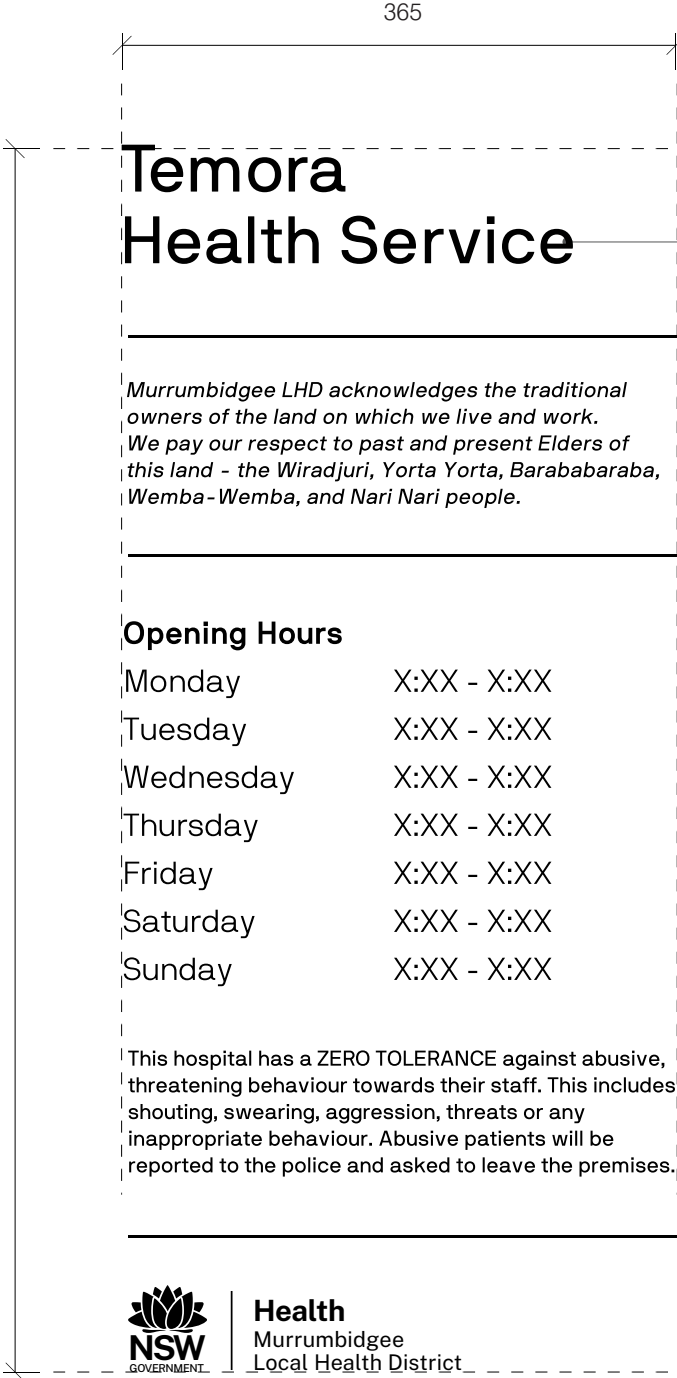 365
Temora
Health Service
Murrumbidgee LHD acknowledges the traditional
owners of the land on which we live and work.
We pay our respect to past and present Elders of
this land - the Wiradjuri, Yorta Yorta, Barababaraba,
Wemba-Wemba, and Nari Nari people.
Opening Hours
Monday X:XX - X:XX
Tuesday X:XX - X:XX
Wednesday X:XX - X:XX
Thursday X:XX - X:XX
Friday X:XX - X:XX
Saturday X:XX - X:XX
Sunday X:XX - X:XX
This hospital has a ZERO TOLERANCE against abusive,
threatening behaviour towards their staff. This includes
shouting, swearing, aggression, threats or any
inappropriate behaviour. Abusive patients will be
reported to the police and asked to leave the premises.
NSW
GOVERNMENT
Health
Murrumbidgee
Local Health District